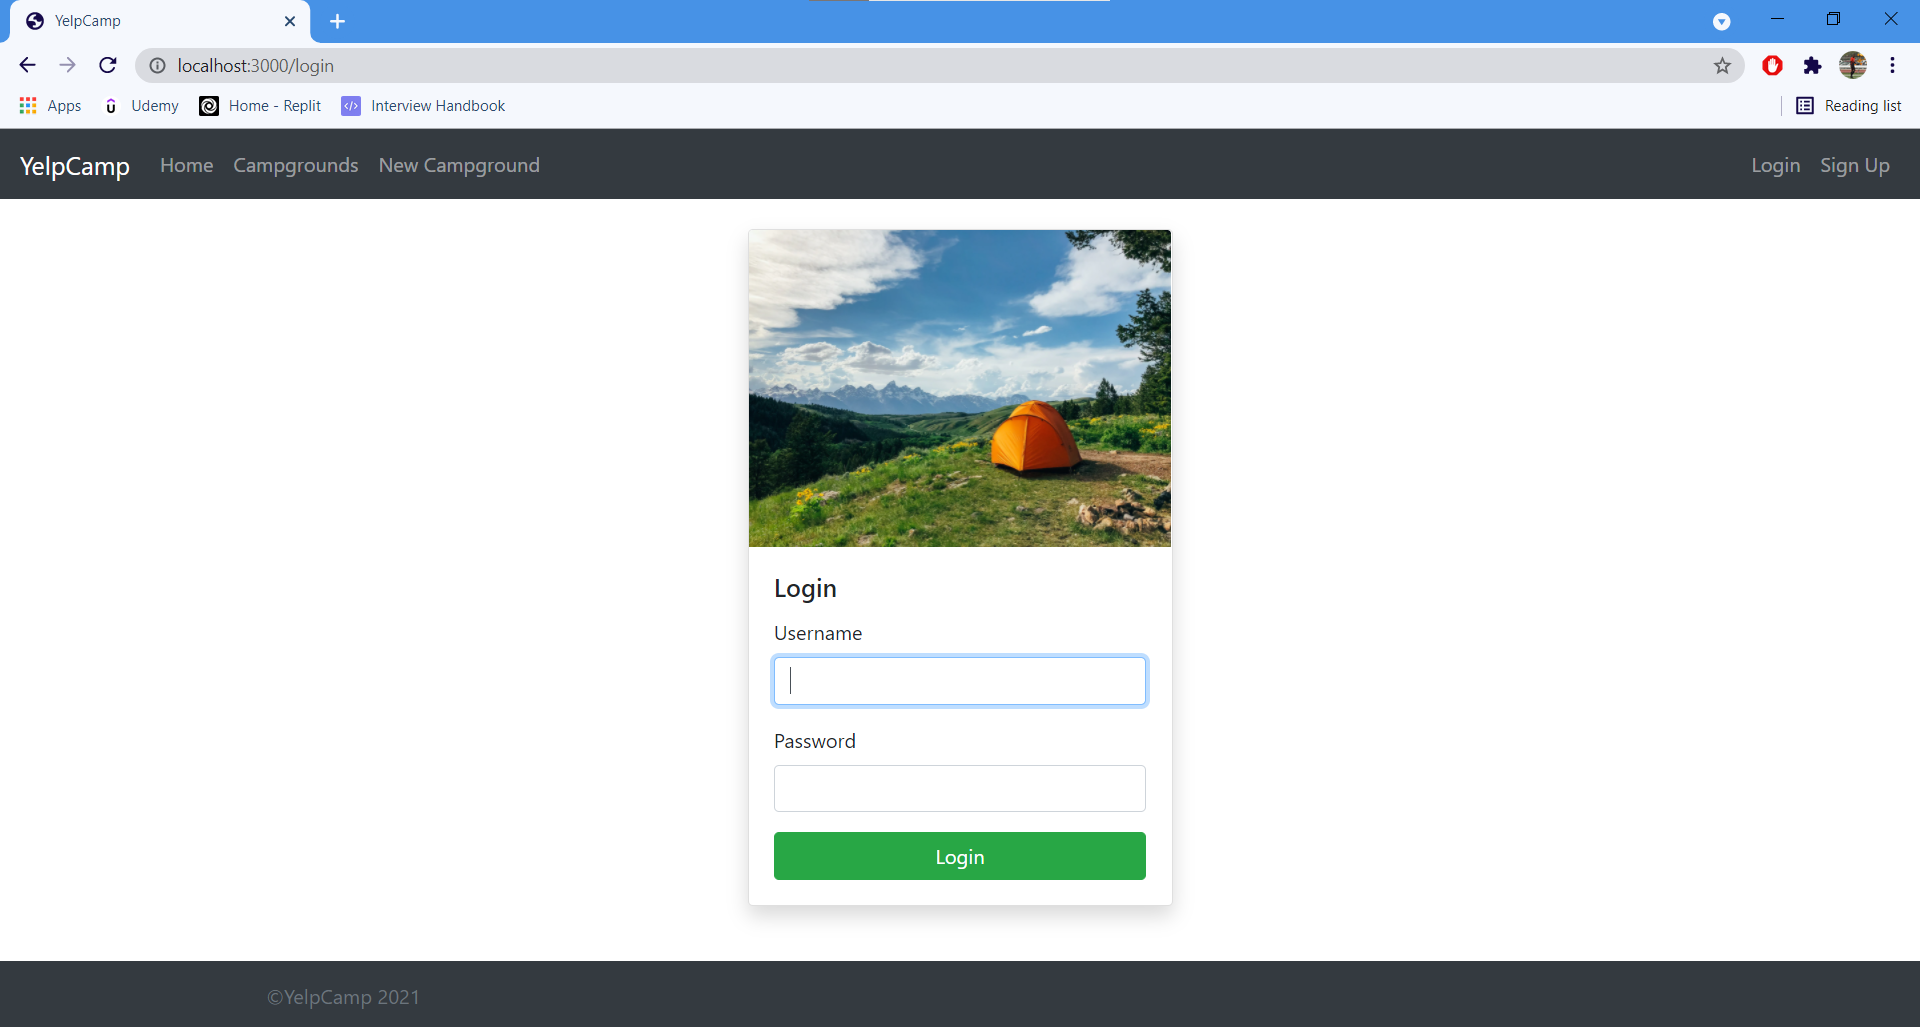 YelpCamp
localhost:3000/login
Apps Udemy Home - Replit Interview Handbook Reading list
YelpCamp Home Campgrounds New Campground Login Sign Up
Login
Username
Password
Login
©YelpCamp 2021